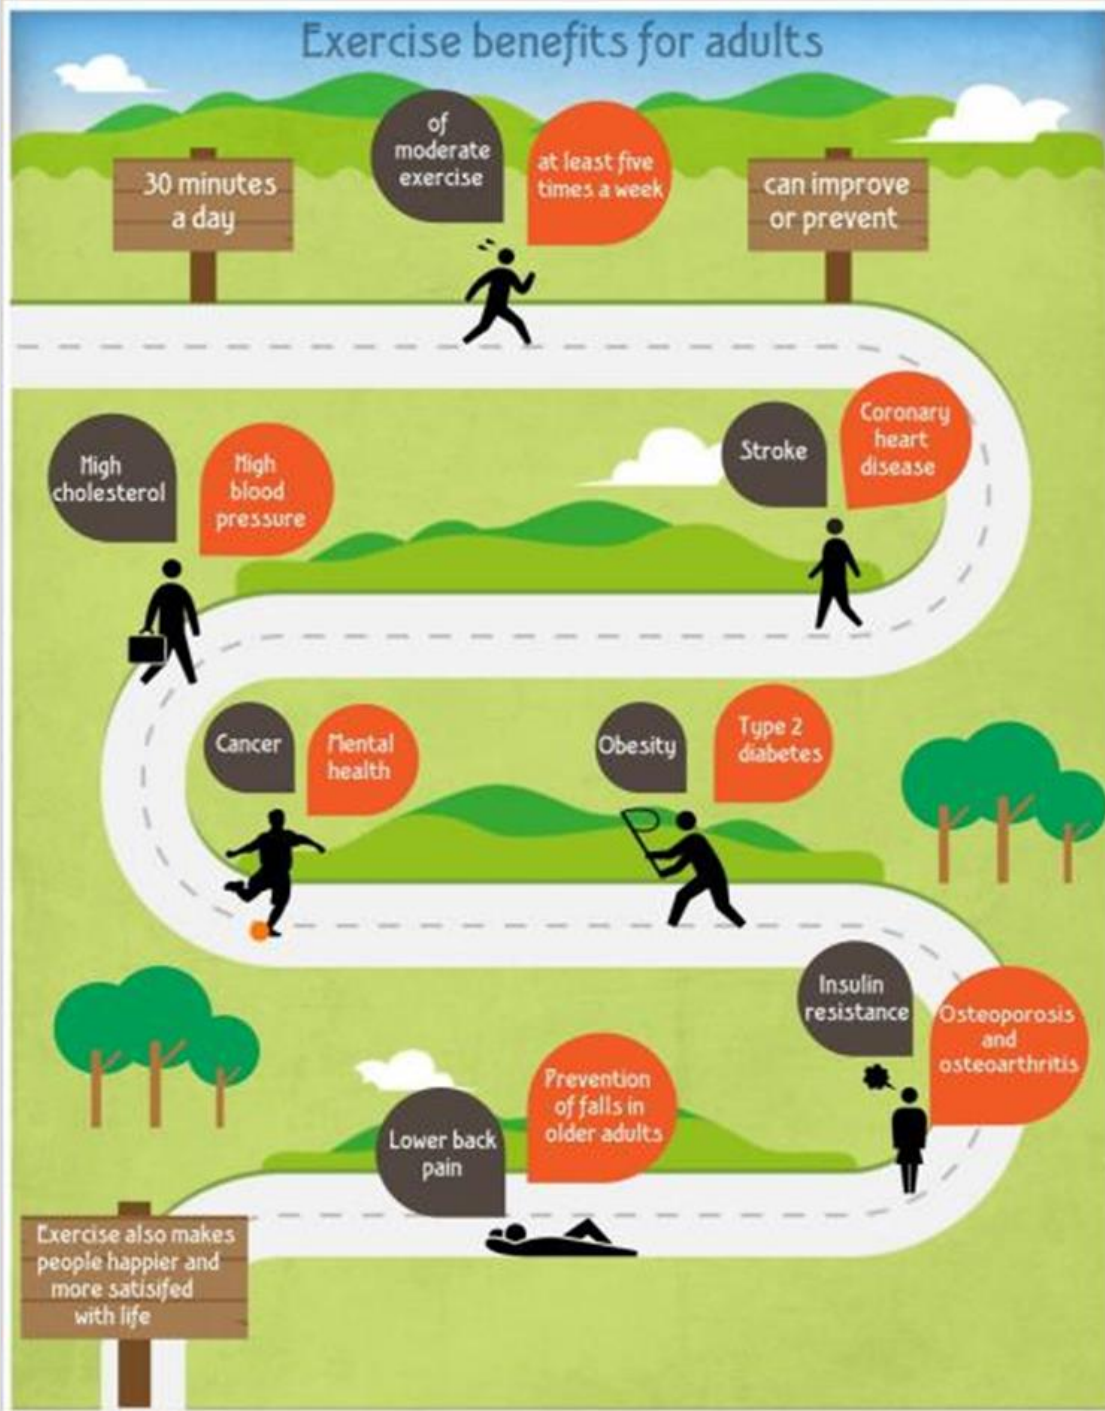 Exercise benefits for adults
30 minutes
a day
of
moderate
exercise
at least five
times a week
can improve
or prevent
Coronary
heart
disease
Stroke
High
blood
pressure
High
cholesterol
Cancer
Mental
health
Obesity
Type 2
diabetes
Insulin
resistance
Osteoporosis
and
osteoarthritis
Prevention
of falls in
older adults
Lower back
pain
Exercise also makes
people happier and
more satisifed
with life